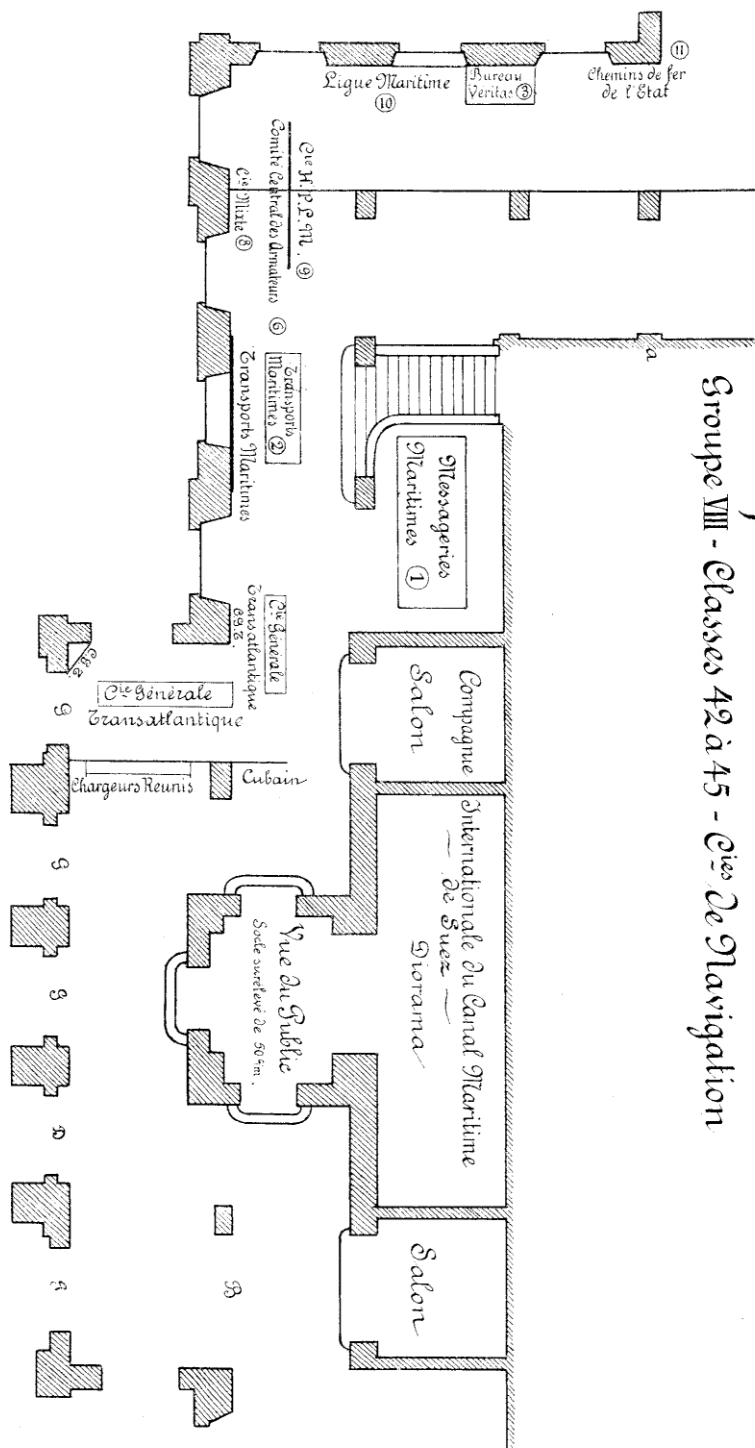 Groupe VIII - Classes 42 à 45 - Cies de Navigation
11
Chemins de fer
de l'Etat
Bureau
Veritas 3
Ligue Maritime
10
Cie H.P.L.M. 9
Comité Central des Armateurs 6
Cie Mixte 8
a
Transports
Maritimes 2
Transports Maritimes
Messageries
Maritimes 1
Cie Générale
Transatlantique
C.G.T.
C.G.T.
G
Cie Générale
Transatlantique
Chargeurs Reunis
Cubain
Compagnie
Salon
Internationale du Canal Maritime
- de Suez -
Diorama
Vue du Public
Socle surélevé de 50 c/m.
G
G
D
B
Salon